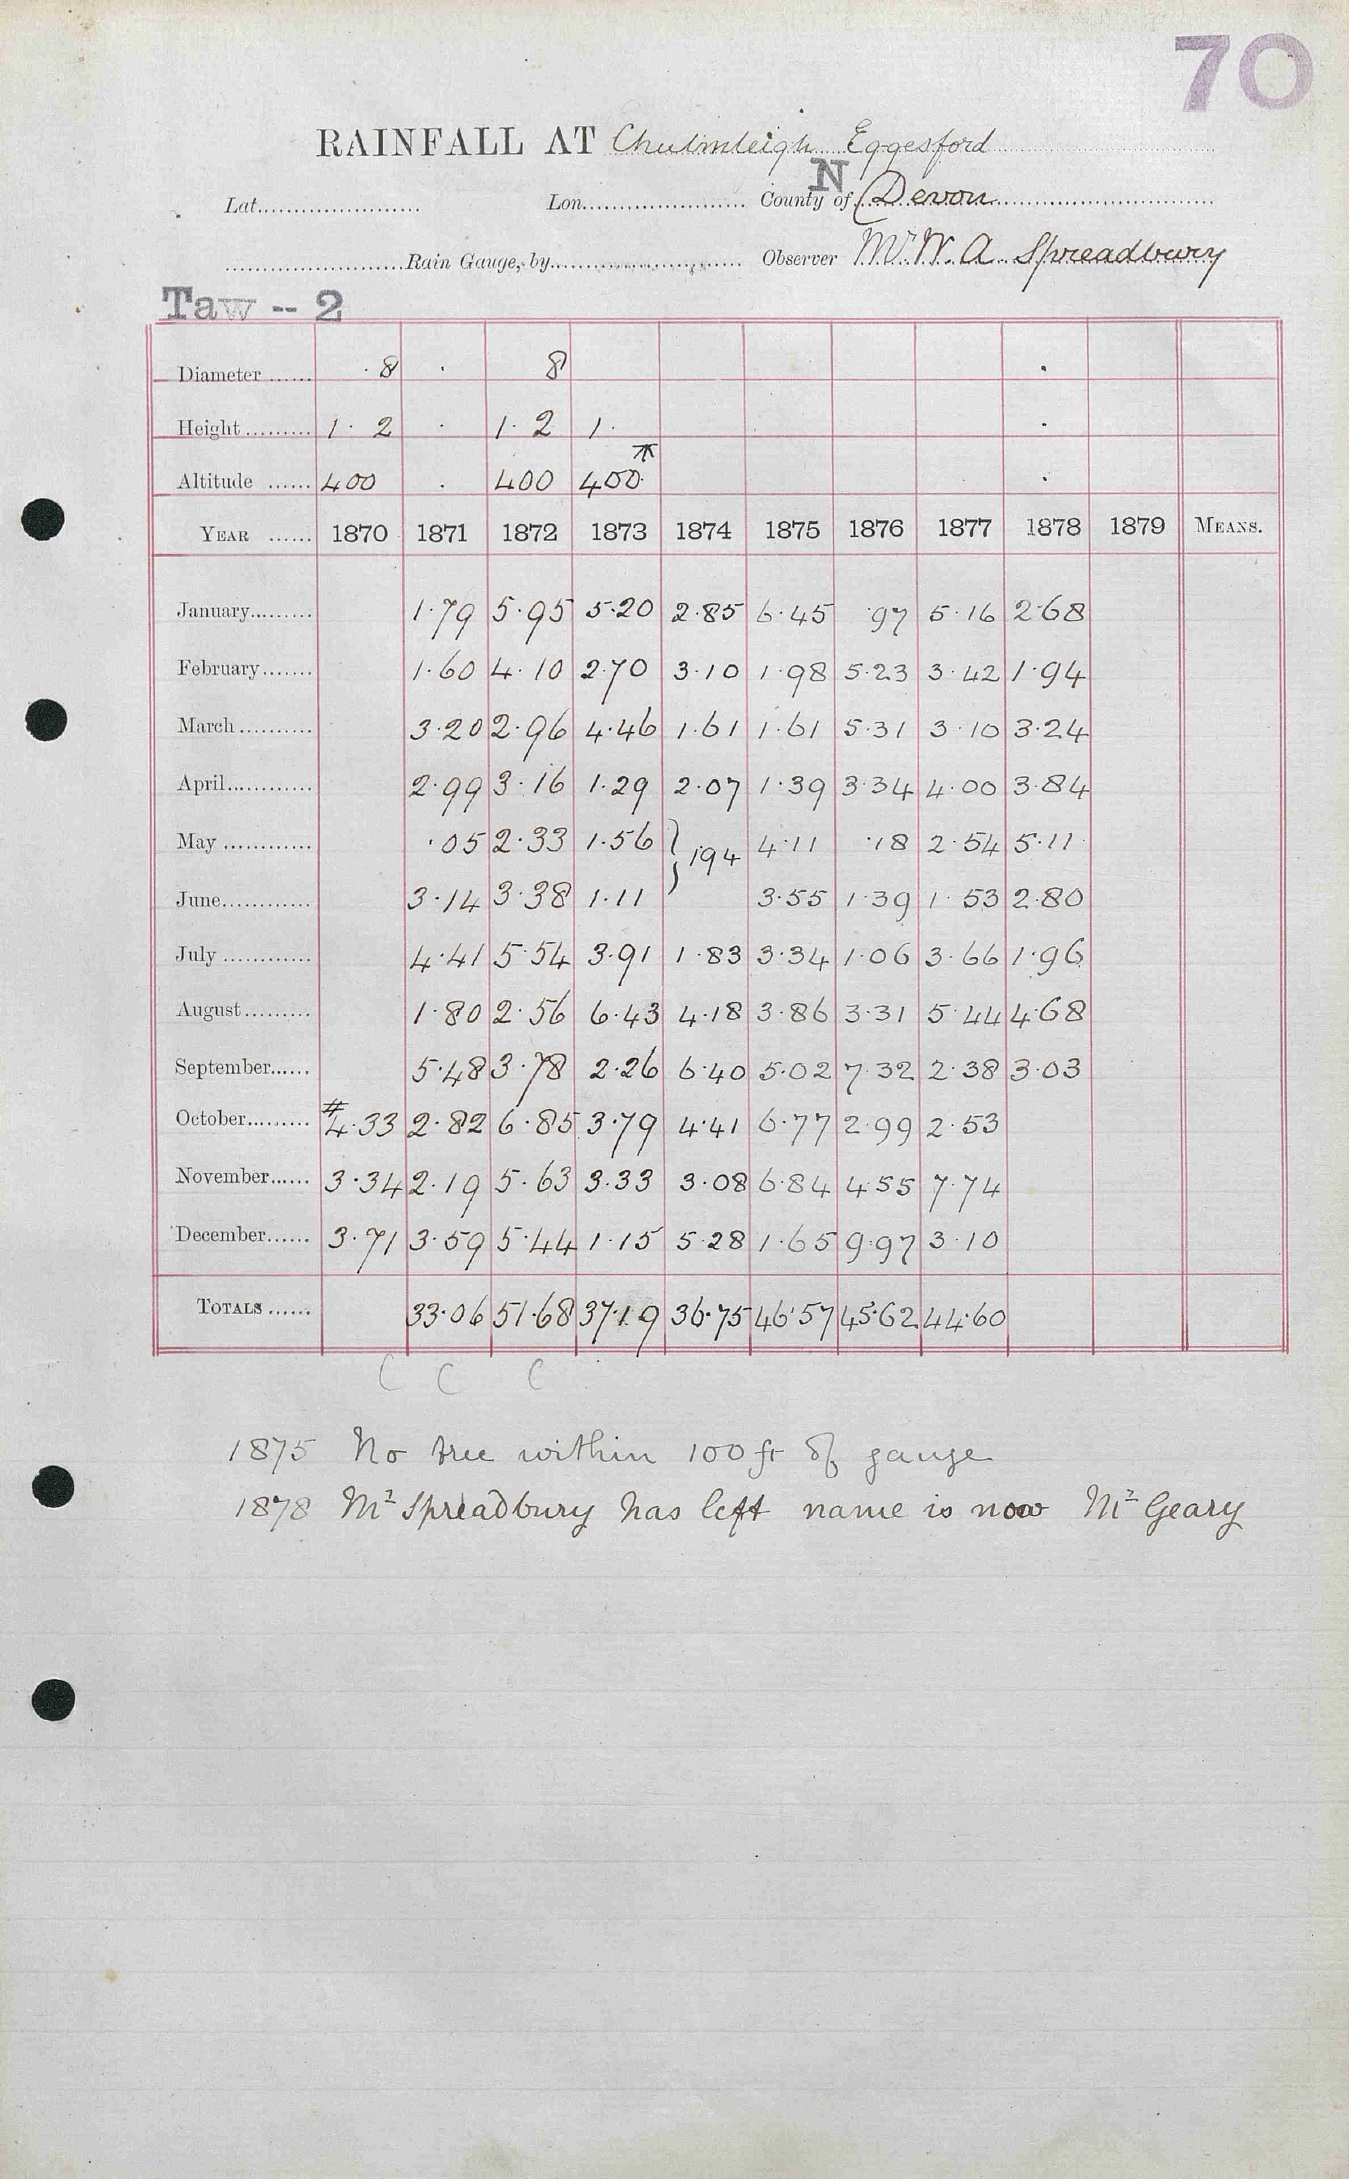 70
RAINFALL AT Chulmleigh Eggesford
N
Lat...................... Lon...................... County of Devon
Rain Gauge, by...................... Observer Mr W. A Spreadbury
Taw -- 2
Diameter ...... ·8 · 8 ·
Height ......... 1· 2 · 1· 2 1· ·
Altitude ...... 400 · 400 400· ·
YEAR ...... 1870 1871 1872 1873 1874 1875 1876 1877 1878 1879 MEANS.
January......... 1·79 5·95 5·20 2·85 6·45 ·97 5·16 2·68
February....... 1·60 4·10 2·70 3·10 1·98 5·23 3·42 1·94
March.......... 3·20 2·96 4·46 1·61 1·61 5·31 3·10 3·24
April............ 2·99 3·16 1·29 2·07 1·39 3·34 4·00 3·84
May ............ ·05 2·33 1·56 } 194 4·11 ·18 2·54 5·11
June............ 3·14 3·38 1·11 3·55 1·39 1·53 2·80
July ............ 4·41 5·54 3·91 1·83 3·34 1·06 3·66 1·96
August......... 1·80 2·56 6·43 4·18 3·86 3·31 5·44 4·68
September...... 5·48 3·78 2·26 6·40 5·02 7·32 2·38 3·03
October......... #4·33 2·82 6·85 3·79 4·41 6·77 2·99 2·53
November...... 3·34 2·19 5·63 3·33 3·08 6·84 4·55 7·74
December...... 3·71 3·59 5·44 1·15 5·28 1·65 9·97 3·10
TOTALS ...... 33·06 51·68 37·19 36·75 46·57 45·62 44·60
C C C
1875 No tree within 100 ft of gauge
1878 Mr Spreadbury has left name is now Mr Geary